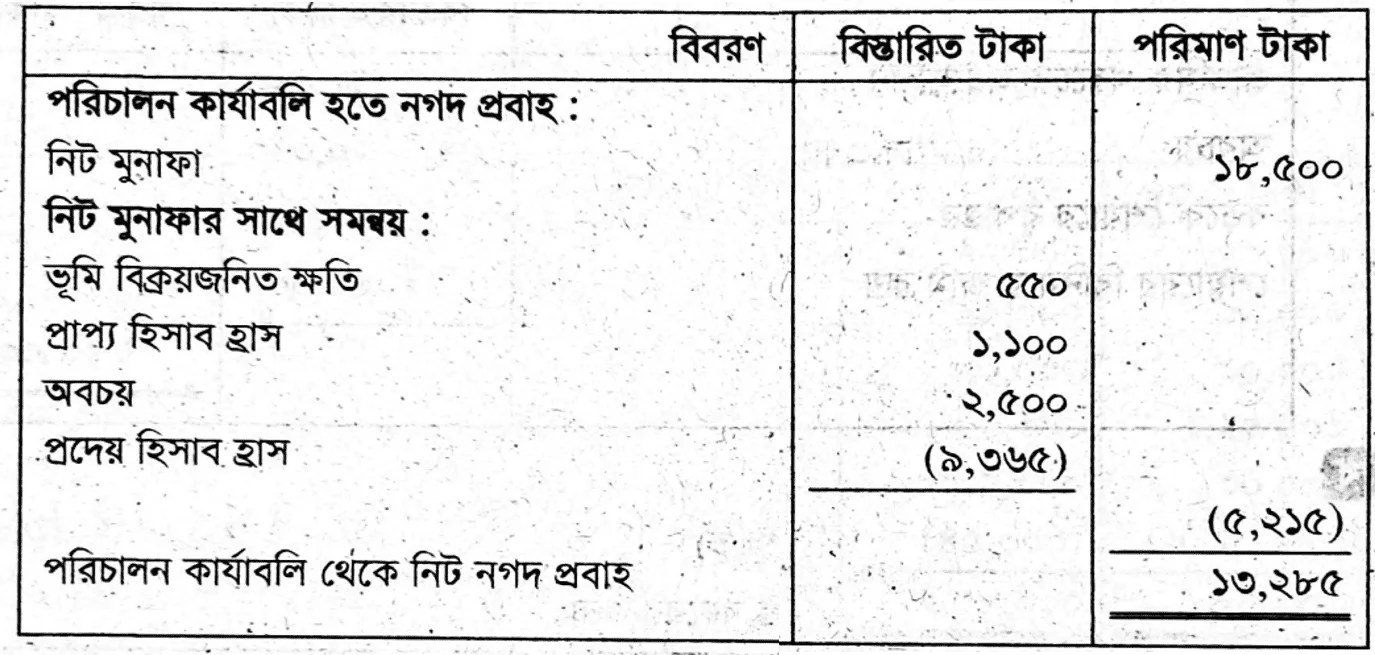 বিবরণ বিস্তারিত টাকা পরিমাণ টাকা
পরিচালন কার্যাবলি হতে নগদ প্রবাহ :
নিট মুনাফা ১৮,৫০০
নিট মুনাফার সাথে সমন্বয় :
ভূমি বিক্রয়জনিত ক্ষতি ৫৫০
প্রাপ্য হিসাব হ্রাস ১,১০০
অবচয় ২,৫০০
প্রদেয় হিসাব হ্রাস (৯,৩৬৫)
(৫,২১৫)
পরিচালন কার্যাবলি থেকে নিট নগদ প্রবাহ ১৩,২৮৫